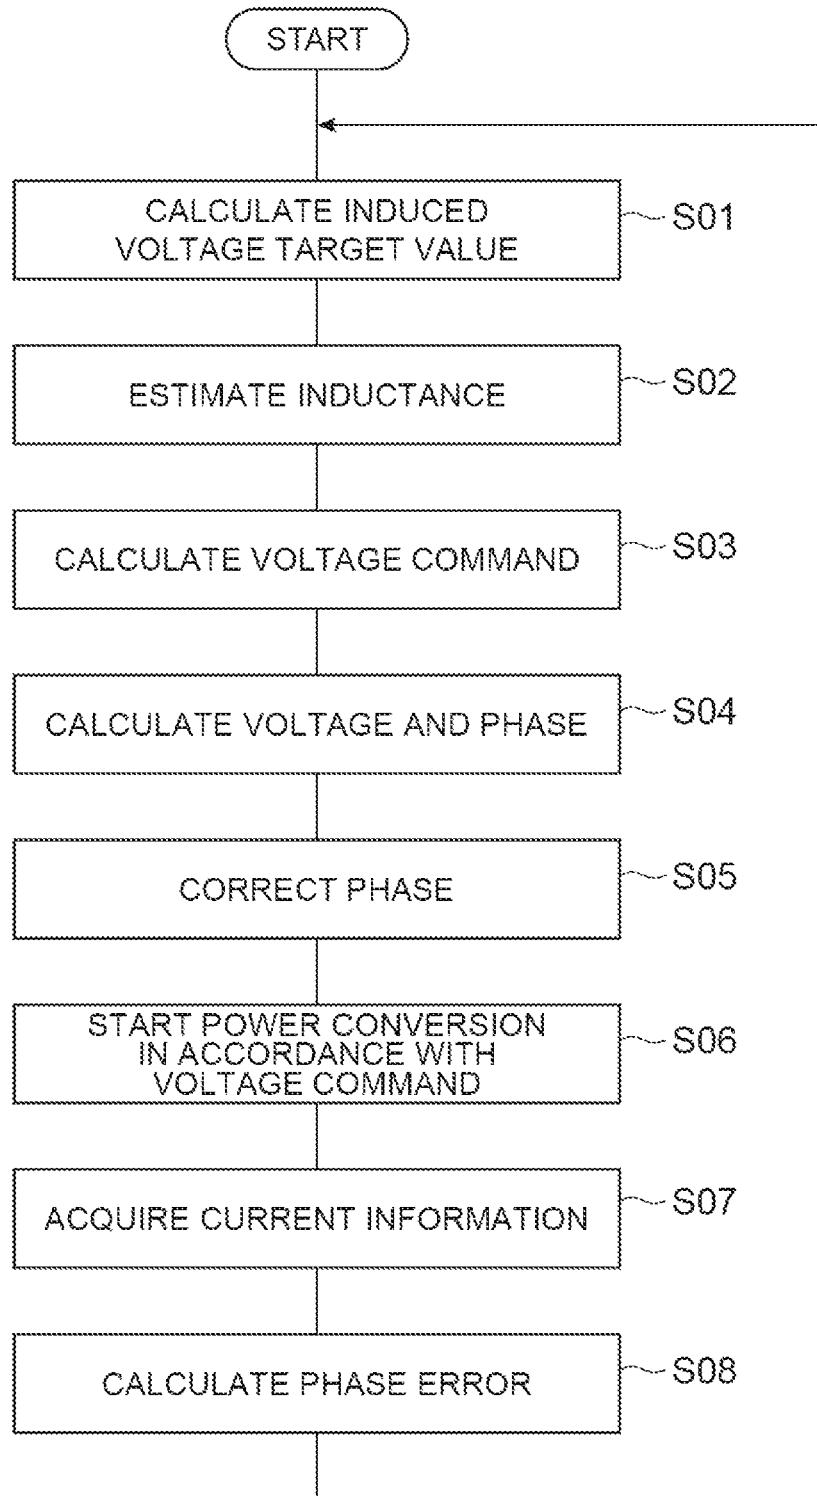 START
CALCULATE INDUCED
VOLTAGE TARGET VALUE
S01
ESTIMATE INDUCTANCE
S02
CALCULATE VOLTAGE COMMAND
S03
CALCULATE VOLTAGE AND PHASE
S04
CORRECT PHASE
S05
START POWER CONVERSION
IN ACCORDANCE WITH
VOLTAGE COMMAND
S06
ACQUIRE CURRENT INFORMATION
S07
CALCULATE PHASE ERROR
S08